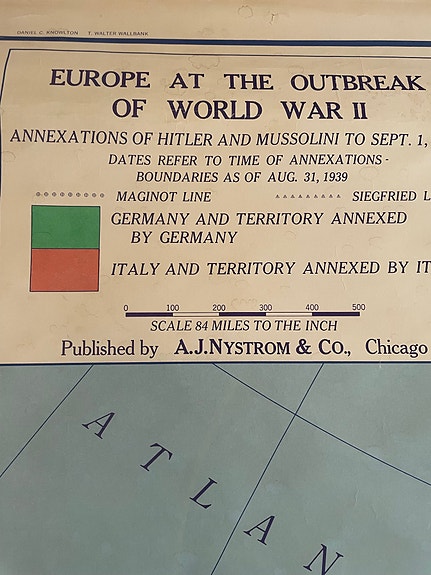 DANIEL C. KNOWLTON T. WALTER WALLBANK
EUROPE AT THE OUTBREAK
OF WORLD WAR II
ANNEXATIONS OF HITLER AND MUSSOLINI TO SEPT. 1,
DATES REFER TO TIME OF ANNEXATIONS -
BOUNDARIES AS OF AUG. 31, 1939
MAGINOT LINE SIEGFRIED L
GERMANY AND TERRITORY ANNEXED
BY GERMANY
ITALY AND TERRITORY ANNEXED BY IT
0 100 200 300 400 500
SCALE 84 MILES TO THE INCH
Published by A.J. NYSTROM & CO., Chicago
ATLAN